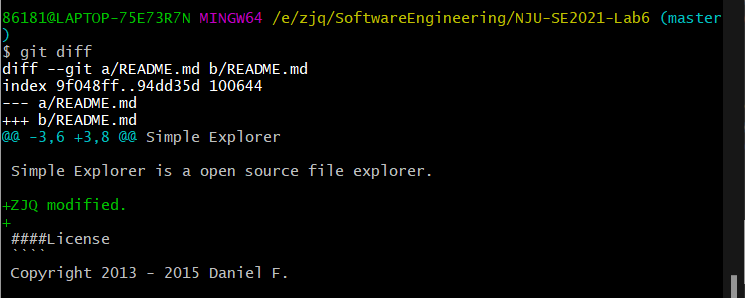 86181@LAPTOP-75E73R7N MINGW64 /e/zjq/SoftwareEngineering/NJU-SE2021-Lab6 (master
)
$ git diff
diff --git a/README.md b/README.md
index 9f048ff..94dd35d 100644
--- a/README.md
+++ b/README.md
@@ -3,6 +3,8 @@ Simple Explorer
 Simple Explorer is a open source file explorer.
+ZJQ modified.
+
 ####License
 ````
 Copyright 2013 - 2015 Daniel F.